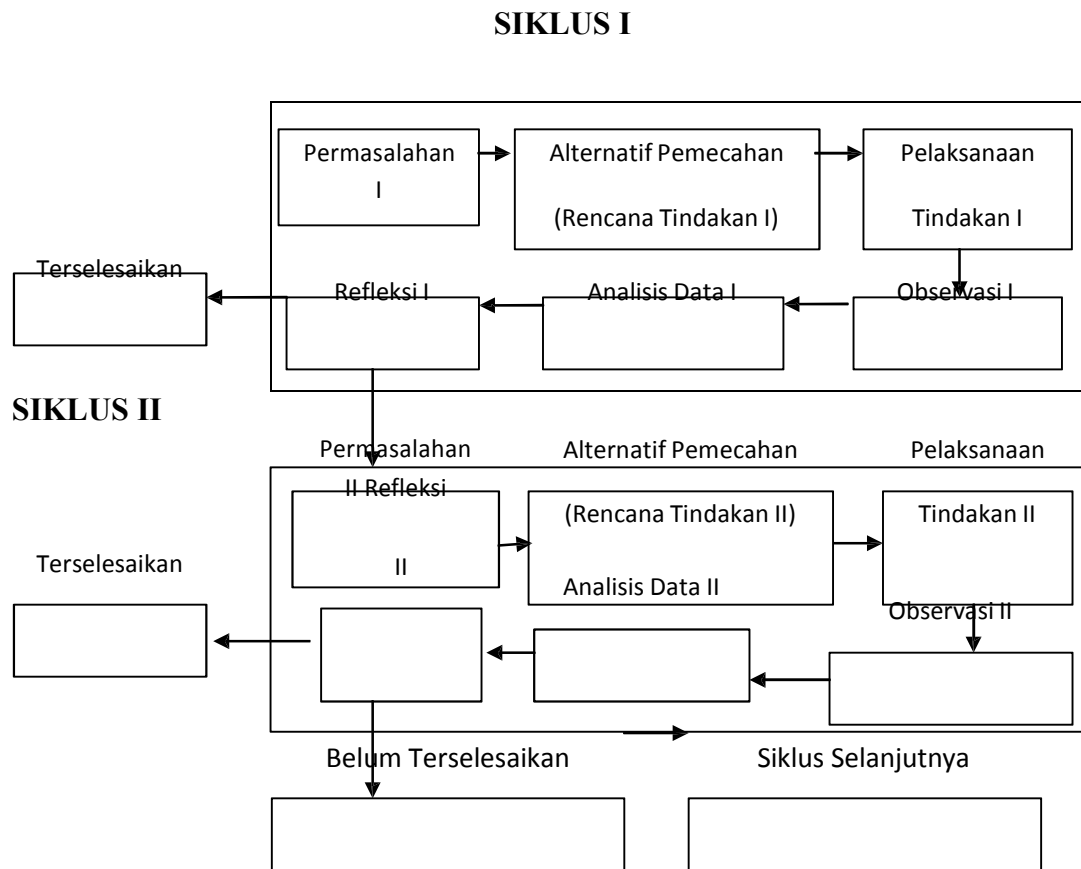 SIKLUS I
Permasalahan
I
Alternatif Pemecahan
(Rencana Tindakan I)
Pelaksanaan
Tindakan I
Terselesaikan
Refleksi I
Analisis Data I
Observasi I
SIKLUS II
Permasalahan
II Refleksi
II
Alternatif Pemecahan
(Rencana Tindakan II)
Analisis Data II
Pelaksanaan
Tindakan II
Observasi II
Terselesaikan
Belum Terselesaikan
Siklus Selanjutnya